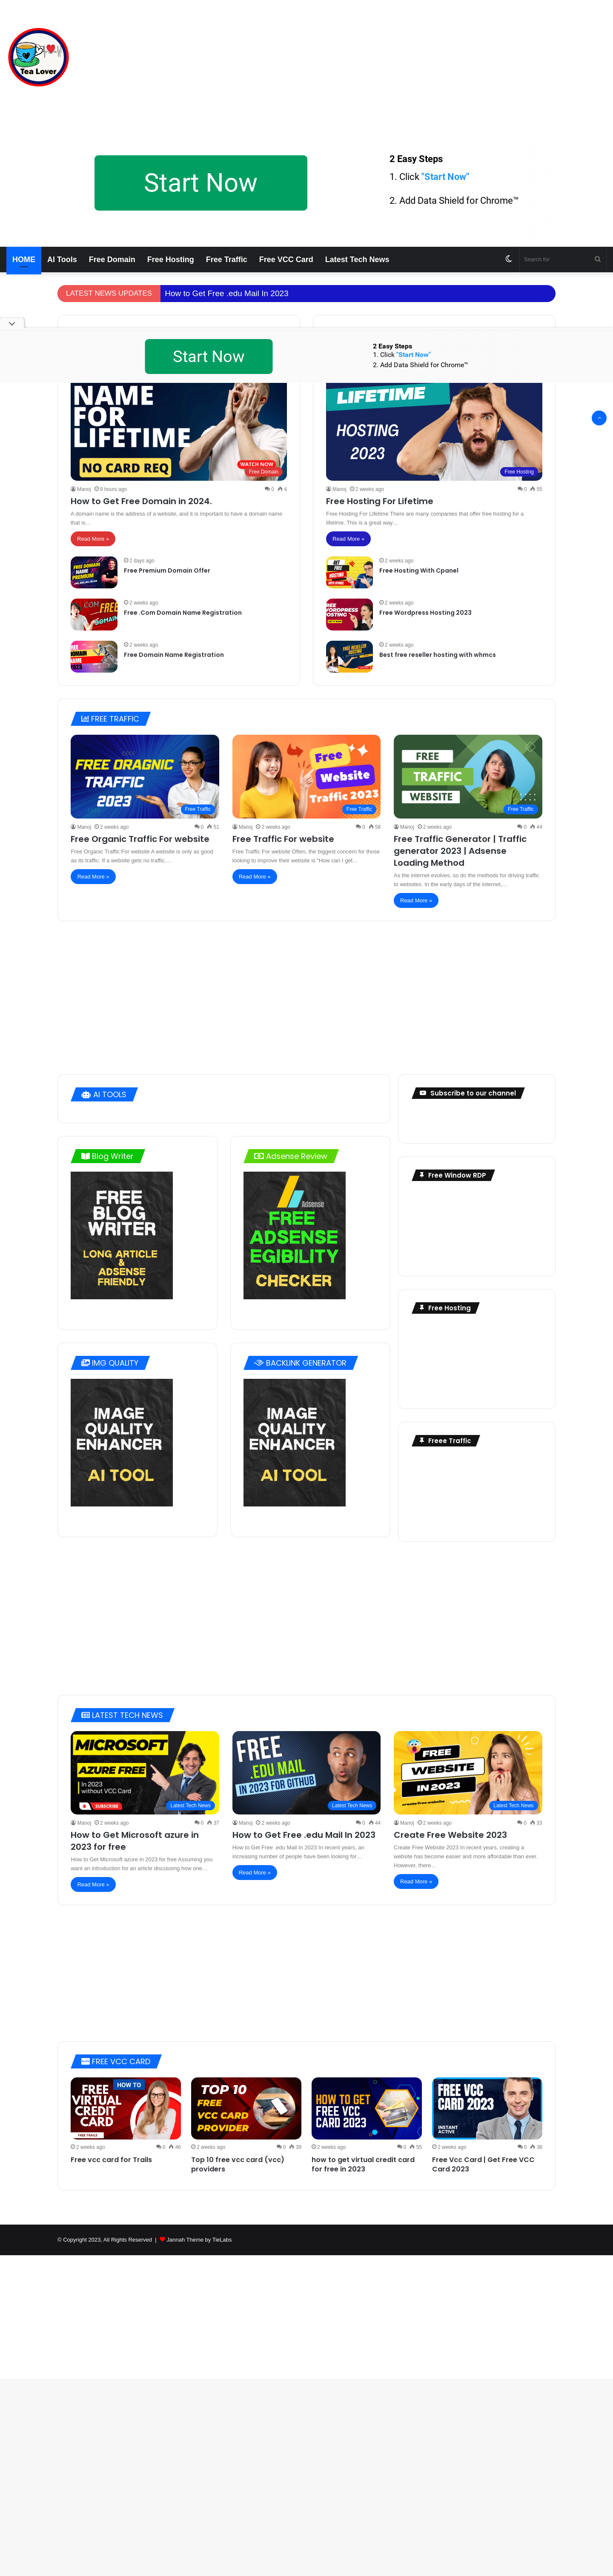 Tea Lover
Start Now
2 Easy Steps
1. Click "Start Now"
2. Add Data Shield for Chrome™
HOME
AI Tools
Free Domain
Free Hosting
Free Traffic
Free VCC Card
Latest Tech News
Search for
LATEST NEWS UPDATES
How to Get Free .edu Mail In 2023
Start Now
2 Easy Steps
1. Click "Start Now"
2. Add Data Shield for Chrome™
NAME
FOR
LIFETIME
NO CARD REQ
WATCH NOW
Free Domain
Manoj
9 hours ago
0
4
How to Get Free Domain in 2024.
A domain name is the address of a website, and it is important to have a domain name
that is…
Read More »
2 days ago
Free Premium Domain Offer
2 weeks ago
Free .Com Domain Name Registration
2 weeks ago
Free Domain Name Registration
LIFETIME
HOSTING
2023
Free Hosting
Manoj
2 weeks ago
0
55
Free Hosting For Lifetime
Free Hosting For Lifetime There are many companies that offer free hosting for a
lifetime. This is a great way…
Read More »
2 weeks ago
Free Hosting With Cpanel
2 weeks ago
Free Wordpress Hosting 2023
2 weeks ago
Best free reseller hosting with whmcs
FREE TRAFFIC
FREE ORAGNIC
TRAFFIC
2023
Free Traffic
Manoj
2 weeks ago
0
51
Free Organic Traffic For website
Free Organic Traffic For website A website is only as good
as its traffic. If a website gets no traffic,…
Read More »
Free
Website
Traffic 2023
Free Traffic
Manoj
2 weeks ago
0
58
Free Traffic For website
Free Traffic For website Often, the biggest concern for those
looking to improve their website is "How can I get…
Read More »
FREE
TRAFFIC
WEBSITE
Free Traffic
Manoj
2 weeks ago
0
44
Free Traffic Generator | Traffic
generator 2023 | Adsense
Loading Method
As the internet evolves, so do the methods for driving traffic
to websites. In the early days of the internet,…
Read More »
AI TOOLS
Subscribe to our channel
Blog Writer
FREE
BLOG
WRITER
LONG ARTICLE
&
ADSENSE
FRIENDLY
Adsense Review
Adsense
FREE
ADSENSE
EGIBILITY
CHECKER
Free Window RDP
Free Hosting
IMG QUALITY
IMAGE
QUALITY
ENHANCER
AI TOOL
BACKLINK GENERATOR
IMAGE
QUALITY
ENHANCER
AI TOOL
Freee Traffic
LATEST TECH NEWS
MICROSOFT
AZURE FREE
In 2023
without VCC Card
SUBSCRIBE
Latest Tech News
Manoj
2 weeks ago
0
37
How to Get Microsoft azure in
2023 for free
How to Get Microsoft azure in 2023 for free Assuming you
want an introduction for an article discussing how one…
Read More »
FREE
.EDU MAIL
IN 2023 FOR GITHUB
Latest Tech News
Manoj
2 weeks ago
0
44
How to Get Free .edu Mail In 2023
How to Get Free .edu Mail In 2023 In recent years, an
increasing number of people have been looking for…
Read More »
FREE
WEBSITE
IN 2023
create free website
Latest Tech News
Manoj
2 weeks ago
0
33
Create Free Website 2023
Create Free Website 2023 In recent years, creating a
website has become easier and more affordable than ever.
However, there…
Read More »
FREE VCC CARD
HOW TO
FREE
VIRTUAL
CREDIT
CARD
FREE TRAILS
2 weeks ago
0
46
Free vcc card for Trails
TOP 10
FREE
VCC CARD
PROVIDER
2 weeks ago
0
39
Top 10 free vcc card (vcc)
providers
HOW TO GET
FREE VCC
CARD 2023
2 weeks ago
0
55
how to get virtual credit card
for free in 2023
FREE VCC
CARD 2023
INSTANT
ACTIVE
2 weeks ago
0
38
Free Vcc Card | Get Free VCC
Card 2023
© Copyright 2023, All Rights Reserved | Jannah Theme by TieLabs